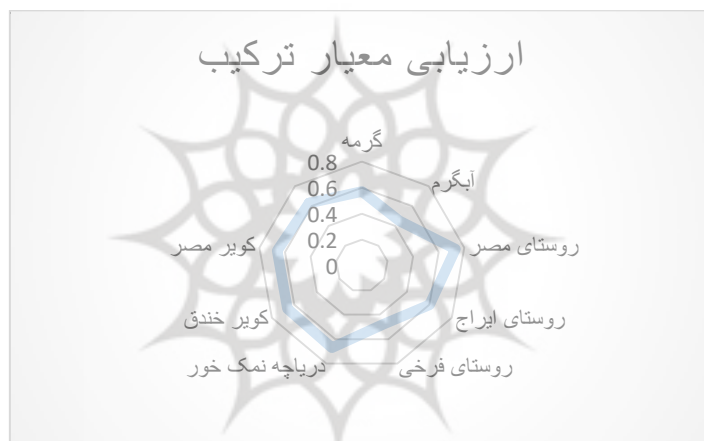 ارزیابی معیار ترکیب
گرمه
آبگرم
روستای مصر
روستای ایراج
روستای فرخی
دریاچه نمک خور
کویر خندق
کویر مصر
0.8
0.6
0.4
0.2
0